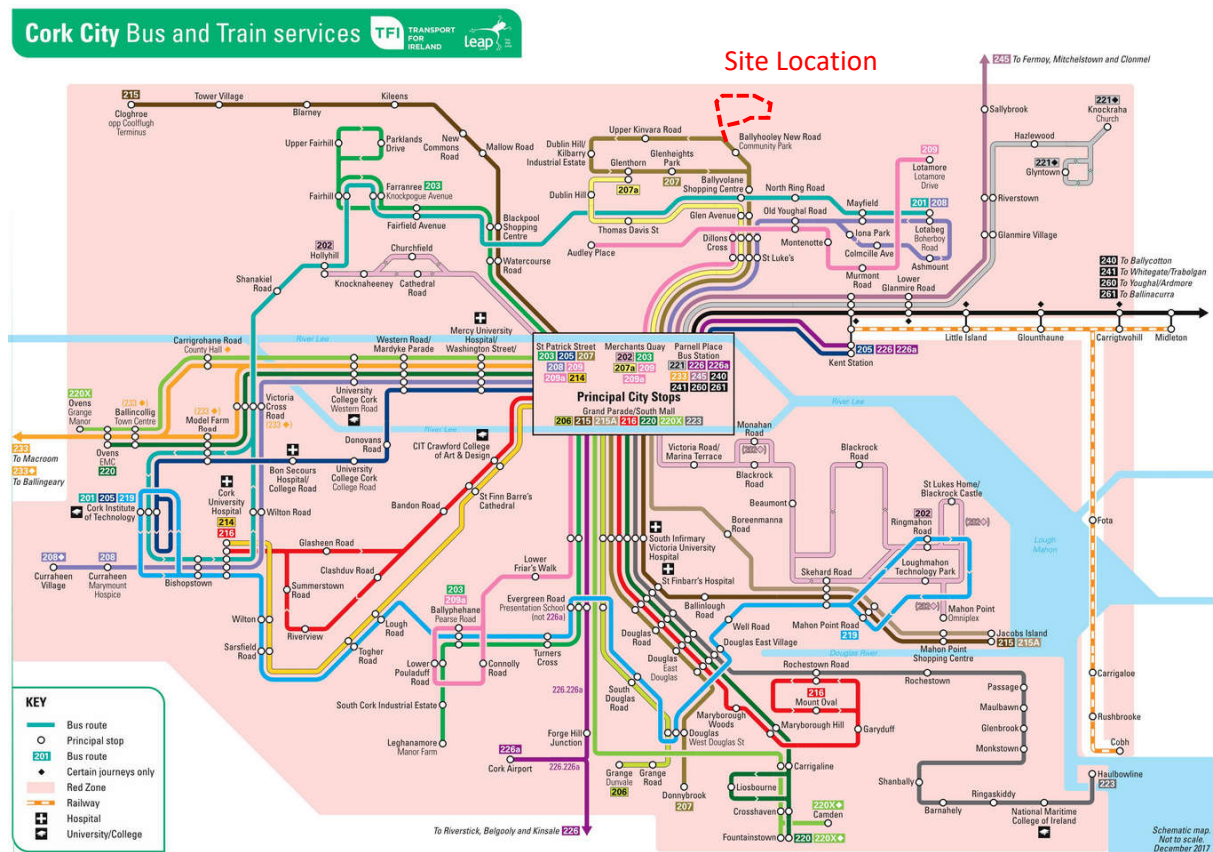 Cork City Bus and Train services
TFI
TRANSPORT
FOR
IRELAND
Leap
Site Location
245 To Fermoy, Mitchelstown and Clonmel
215
Cloghroe
opp Coolflugh
Terminus
Tower Village
Blarney
Kileens
New
Commons
Road
Mallow Road
Upper Fairhill
Parklands
Drive
Farranree 203
Knockpogue Avenue
Fairhill
Fairfield Avenue
Blackpool
Shopping
Centre
Watercourse
Road
Upper Kinvara Road
Dublin Hill/
Kilbarry
Industrial Estate
Glenthorn
207a
Glenheights
Park
207
Ballyhooley New Road
Community Park
Ballyvolane
Shopping Centre
Dublin Hill
Thomas Davis St
Glen Avenue
North Ring Road
Old Youghal Road
Mayfield
209
Lotamore
Lotamore
Drive
201 208
Lotabeg
Boherboy
Road
Iona Park
Colmcille Ave
Ashmount
Audley Place
Dillons
Cross
St Luke's
Montenotte
Murmont
Road
Lower
Glanmire Road
Sallybrook
Hazlewood
221◆
Knockraha
Church
221◆
Glyntown
Riverstown
Glanmire Village
240 To Ballycotton
241 To Whitegate/Trabolgan
260 To Youghal/Ardmore
261 To Ballinacurra
202
Hollyhill
Churchfield
Knocknaheeney
Cathedral
Road
Shanakiel
Road
River Lee
Carrigrohane Road
County Hall ◆
Western Road/
Mardyke Parade
Mercy University
Hospital/
Washington Street/
St Patrick Street
203 205 207
208 209
209a 214
Merchants Quay
202 203
207a 209
209a
Parnell Place
Bus Station
221 226 226a
233 245 240
241 260 261
Principal City Stops
Grand Parade/South Mall
206 215 215A 216 220 220X 223
205 226 226a
Kent Station
Little Island
Glounthaune
Carrigtwohill
Midleton
River Lee
River Lee
220X
Ovens
Grange
Manor
(233 ◆)
Ballincollig
Town Centre
(233 ◆)
Model Farm
Road
Victoria
Cross
Road
(233 ◆)
University
College Cork
Western Road
233
To Macroom
233◆
To Ballingeary
Ovens
EMC
220
Donovans
Road
Bon Secours
Hospital/
College Road
University
College Cork
College Road
CIT Crawford College
of Art & Design
St Finn Barre's
Cathedral
Bandon Road
201 205 219
Cork Institute
of Technology
Cork
University
Hospital
214
216
Wilton Road
Glasheen Road
Clashduv Road
208◆
Curraheen
Village
208
Curraheen
Marymount
Hospice
Bishopstown
Summerstown
Road
Riverview
Wilton
Sarsfield
Road
Togher
Road
Lough
Road
Lower
Friar's Walk
203
209a
Ballyphehane
Pearse Road
Evergreen Road
Presentation School
(not 226a)
Lower
Pouladuff
Road
Connolly
Road
Turners
Cross
South Cork Industrial Estate
Leghanamore
Manor Farm
226.226a
Forge Hill
Junction
226a
Cork Airport
226.226a
To Riverstick, Belgooly and Kinsale 226
South Infirmary
Victoria University
Hospital
St Finbarr's Hospital
Ballinlough
Road
Victoria Road/
Marina Terrace
Monahan
Road
(202◇)
Blackrock
Road
Blackrock
Road
Beaumont
Boreenmanna
Road
St Lukes Home/
Blackrock Castle
202
Ringmahon
Road
(202◇)
Loughmahon
Technology Park
Skehard Road
(202◇)
Mahon Point
Omniplex
Mahon Point Road
219
Jacobs Island
215 215A
Mahon Point
Shopping Centre
Lough
Mahon
Douglas River
Well Road
Douglas East Village
Douglas
Road
Douglas
East
Douglas
South
Douglas
Road
Douglas
West Douglas St
Maryborough
Woods
Maryborough Hill
Rochestown Road
216
Mount Oval
Garyduff
Rochestown
Passage
Maulbawn
Glenbrook
Monkstown
Shanbally
Barnahely
Ringaskiddy
National Maritime
College of Ireland
Haulbowline
223
Fota
Carrigaloe
Rushbrooke
Cobh
Grange
Dunvale
206
Grange
Road
Donnybrook
207
Carrigaline
Liosbourne
Crosshaven
220X◆
Camden
Fountainstown
220 220X◆
KEY
Bus route
Principal stop
201 Bus route
Certain journeys only
Red Zone
Railway
Hospital
University/College
Schematic map.
Not to scale.
December 2017